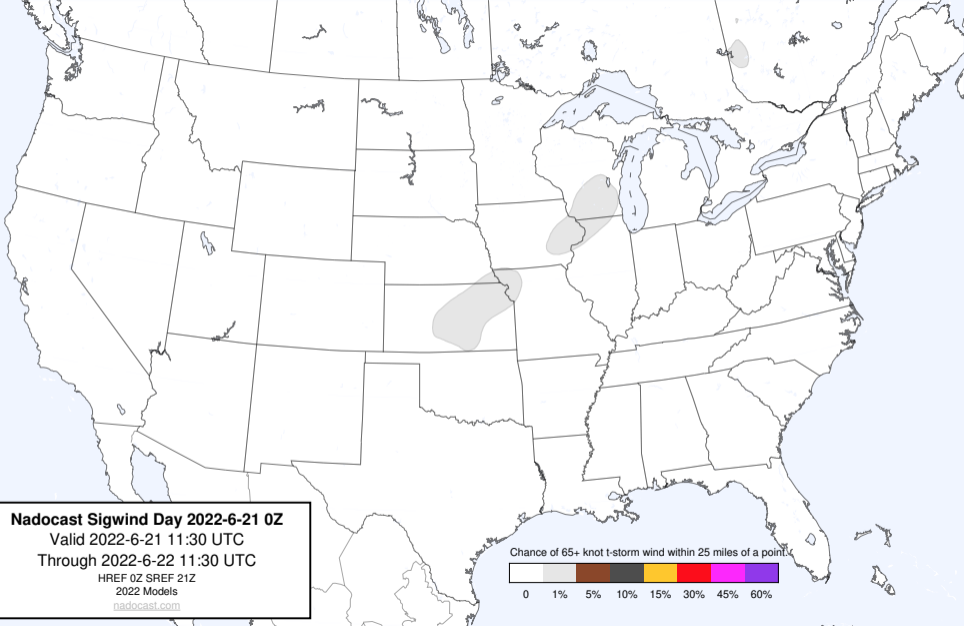 Nadocast Sigwind Day 2022-6-21 0Z
Valid 2022-6-21 11:30 UTC
Through 2022-6-22 11:30 UTC
HREF 0Z SREF 21Z
2022 Models
nadocast.com
Chance of 65+ knot t-storm wind within 25 miles of a point.
0 1% 5% 10% 15% 30% 45% 60%